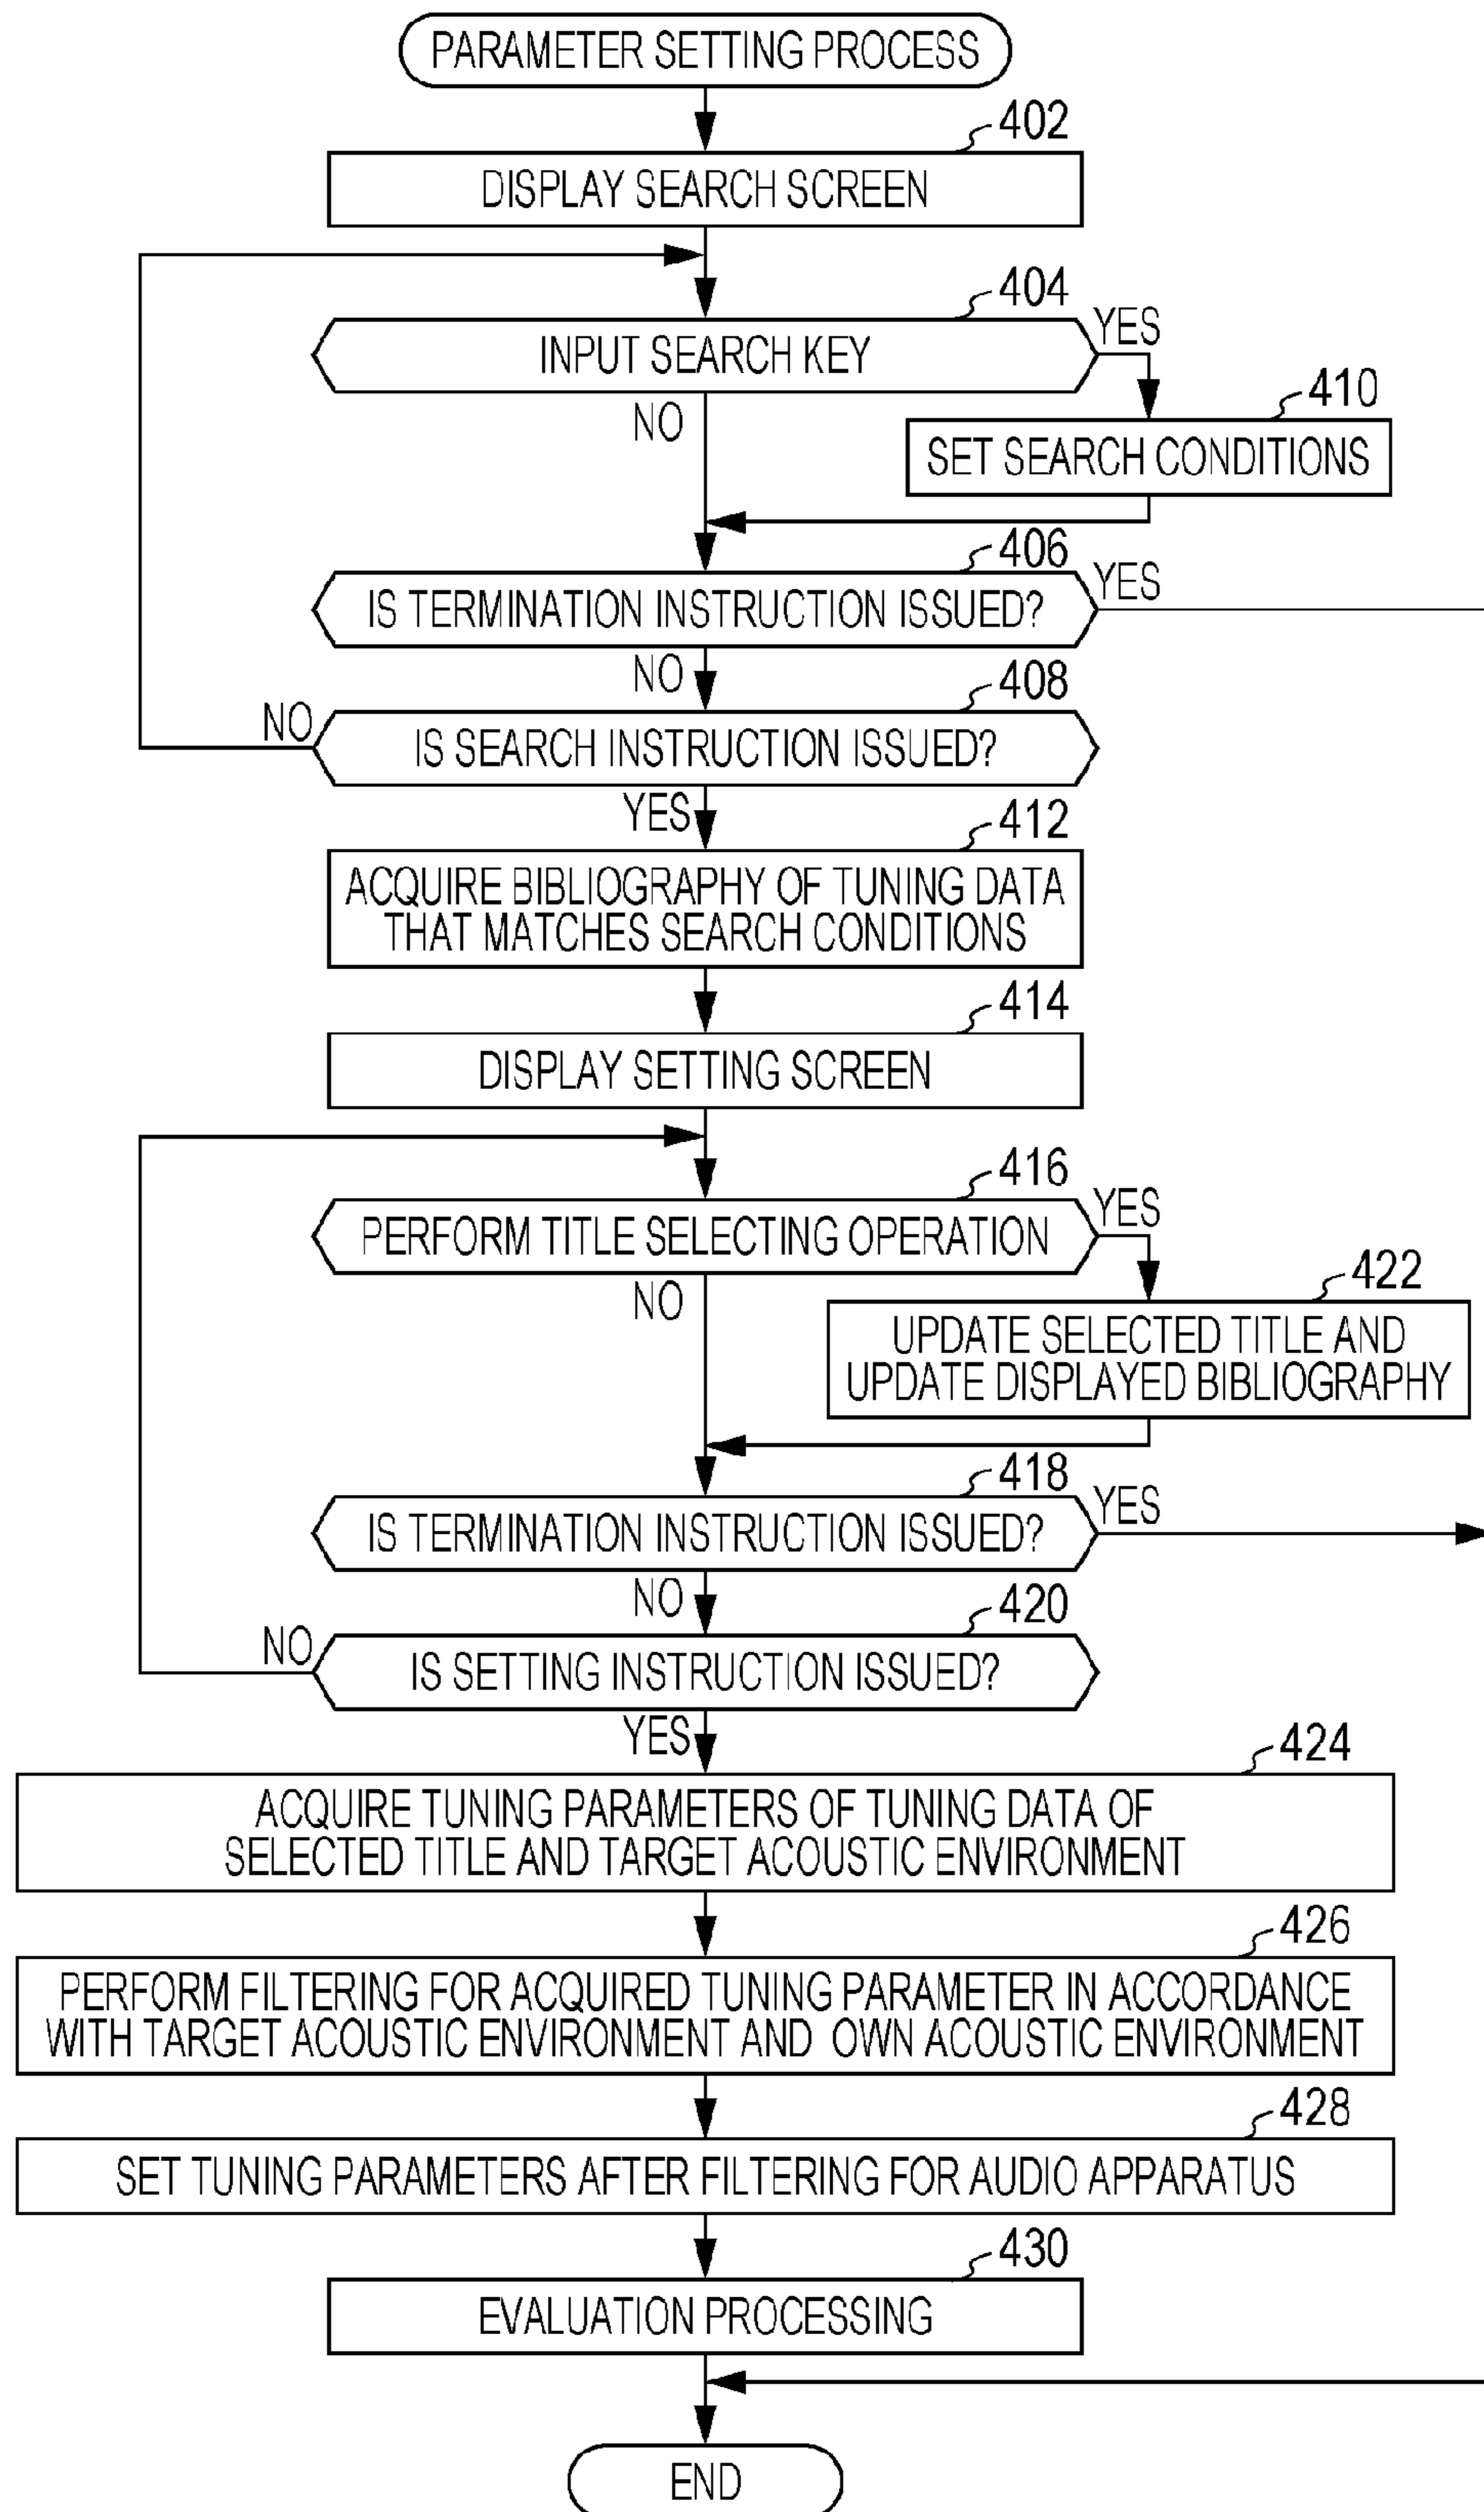 PARAMETER SETTING PROCESS
402
DISPLAY SEARCH SCREEN
404
INPUT SEARCH KEY
YES
NO
410
SET SEARCH CONDITIONS
406
IS TERMINATION INSTRUCTION ISSUED?
YES
NO
408
IS SEARCH INSTRUCTION ISSUED?
NO
YES
412
ACQUIRE BIBLIOGRAPHY OF TUNING DATA
THAT MATCHES SEARCH CONDITIONS
414
DISPLAY SETTING SCREEN
416
PERFORM TITLE SELECTING OPERATION
YES
NO
422
UPDATE SELECTED TITLE AND
UPDATE DISPLAYED BIBLIOGRAPHY
418
IS TERMINATION INSTRUCTION ISSUED?
YES
NO
420
IS SETTING INSTRUCTION ISSUED?
NO
YES
424
ACQUIRE TUNING PARAMETERS OF TUNING DATA OF
SELECTED TITLE AND TARGET ACOUSTIC ENVIRONMENT
426
PERFORM FILTERING FOR ACQUIRED TUNING PARAMETER IN ACCORDANCE
WITH TARGET ACOUSTIC ENVIRONMENT AND OWN ACOUSTIC ENVIRONMENT
428
SET TUNING PARAMETERS AFTER FILTERING FOR AUDIO APPARATUS
430
EVALUATION PROCESSING
END